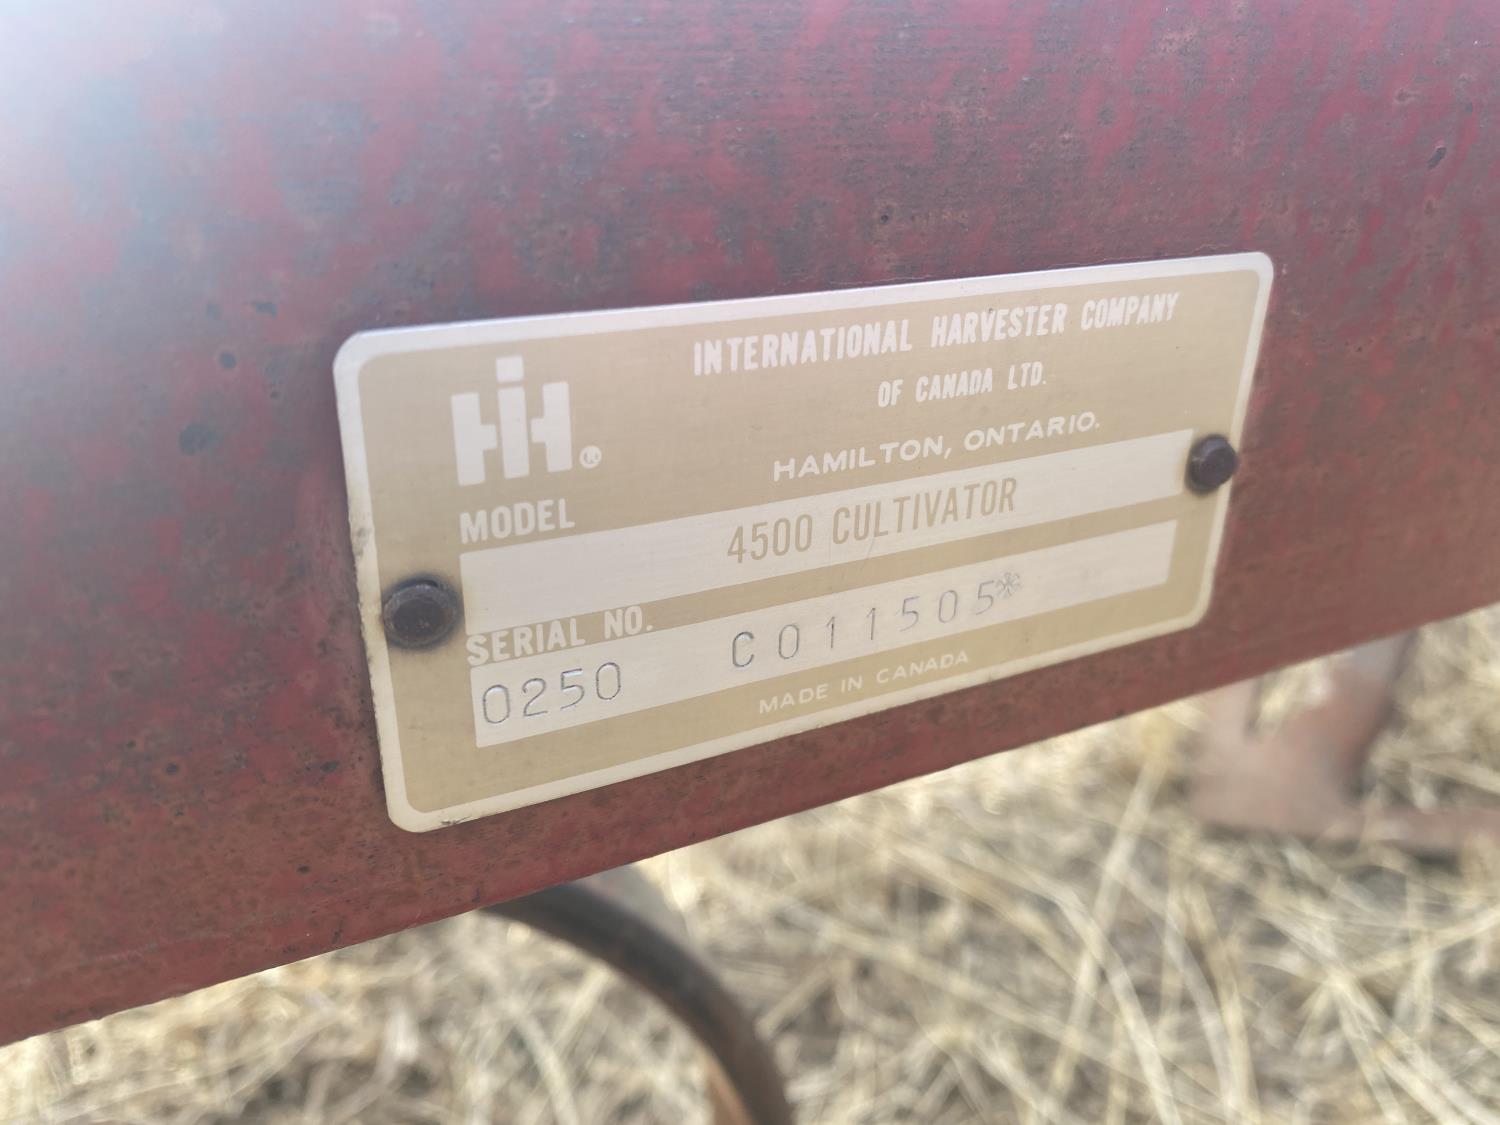 IH
INTERNATIONAL HARVESTER COMPANY
OF CANADA LTD.
HAMILTON, ONTARIO.
MODEL
4500 CULTIVATOR
SERIAL NO.
0250 C011505*
MADE IN CANADA